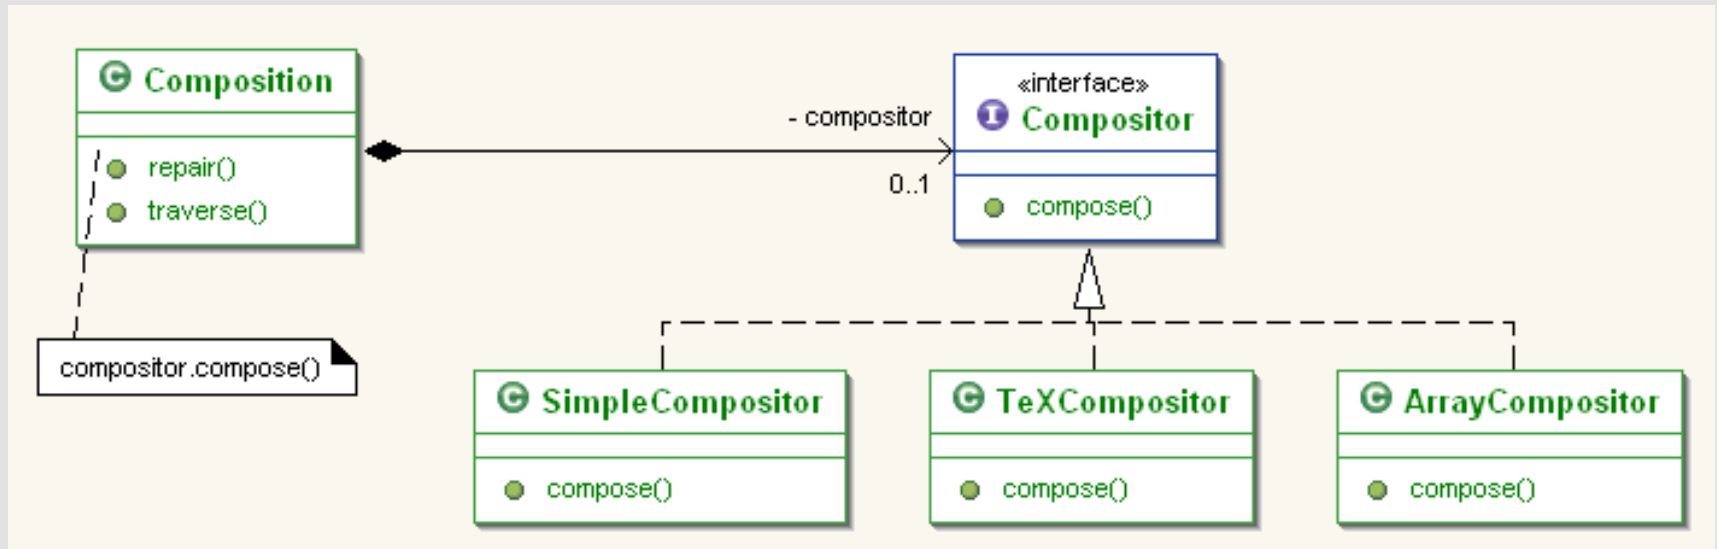 C Composition
repair()
traverse()
compositor.compose()
- compositor
0..1
«interface»
I Compositor
compose()
C SimpleCompositor
compose()
C TeXCompositor
compose()
C ArrayCompositor
compose()